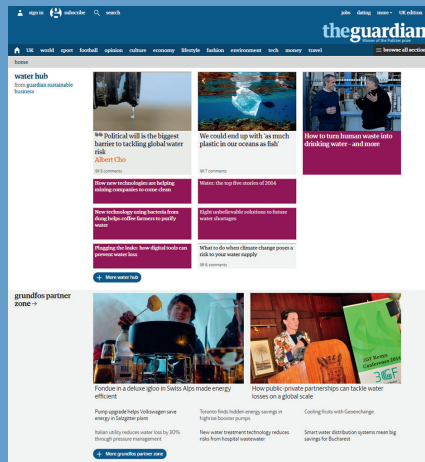 sign in subscribe search jobs dating more UK edition
theguardian
Winner of the Pulitzer prize
UK world sport football opinion culture economy lifestyle fashion environment tech money travel browse all sections
home
water hub
from guardian sustainable
business
Political will is the biggest
barrier to tackling global water
risk
Albert Cho
comments
We could end up with 'as much
plastic in our oceans as fish'
comments
How to turn human waste into
drinking water – and more
How new technologies are helping
mining companies to come clean
Water: the top five stories of 2014
New technology using bacteria from
dung helps coffee farmers to purify
water
Eight unbelievable solutions to future
water shortages
Plugging the leaks: how digital tools can
prevent water loss
What to do when climate change poses a
risk to your water supply
comments
+ More water hub
grundfos partner
zone →
Fondue in a deluxe igloo in Swiss Alps made energy
efficient
How public-private partnerships can tackle water
losses on a global scale
Pump upgrade helps Volkswagen save
energy in Salzgitter plant
Toronto finds hidden energy savings in
high-rise booster pumps
Cooling fruits with Geoexchange
Italian utility reduces water loss by 30%
through pressure management
New water treatment technology reduces
risks from hospital wastewater
Smart water distribution systems mean big
savings for Bucharest
+ More grundfos partner zone